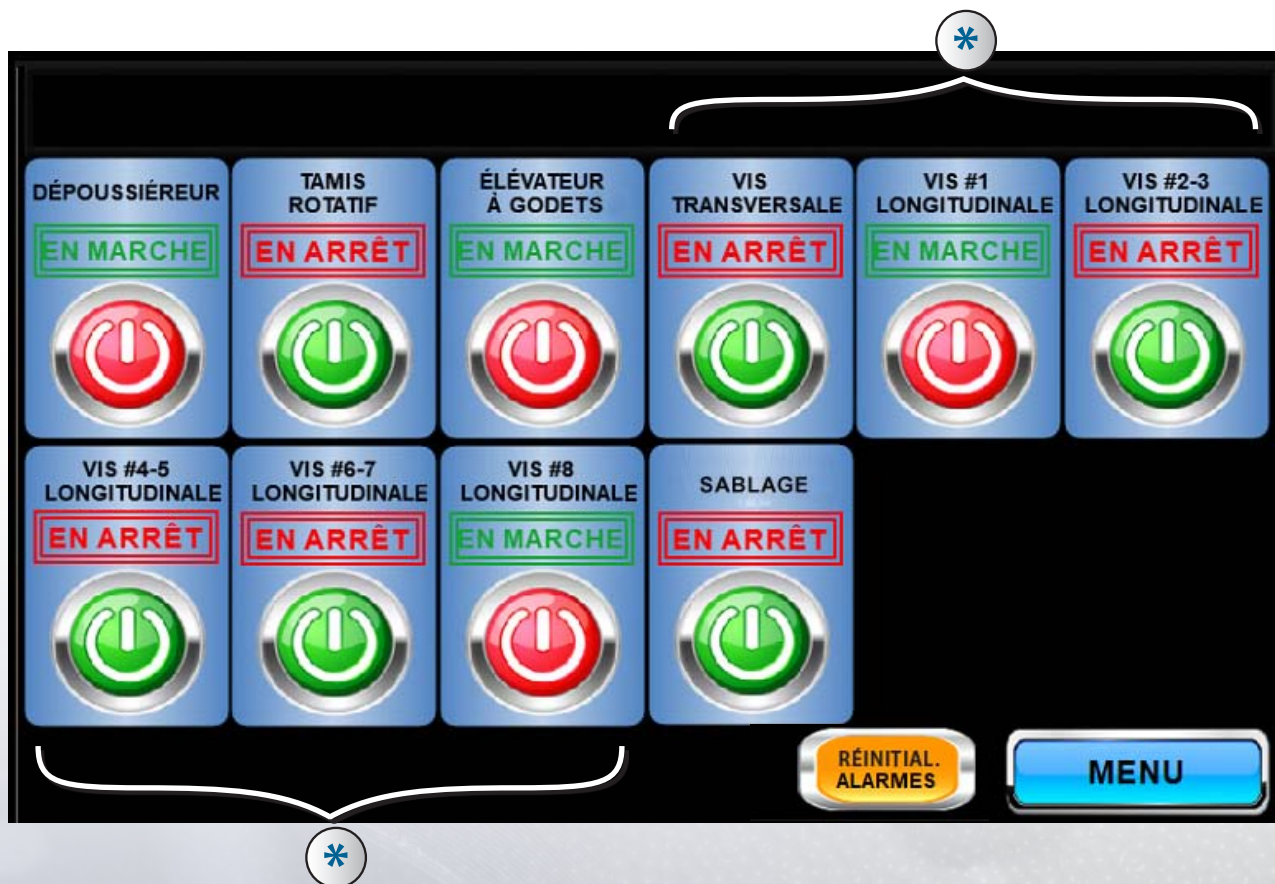 *
DÉPOUSSIÉREUR
EN MARCHE
TAMIS
ROTATIF
EN ARRÊT
ÉLÉVATEUR
À GODETS
EN MARCHE
VIS
TRANSVERSALE
EN ARRÊT
VIS #1
LONGITUDINALE
EN MARCHE
VIS #2-3
LONGITUDINALE
EN ARRÊT
VIS #4-5
LONGITUDINALE
EN ARRÊT
VIS #6-7
LONGITUDINALE
EN ARRÊT
VIS #8
LONGITUDINALE
EN MARCHE
SABLAGE
EN ARRÊT
RÉINITIAL.
ALARMES
MENU
*